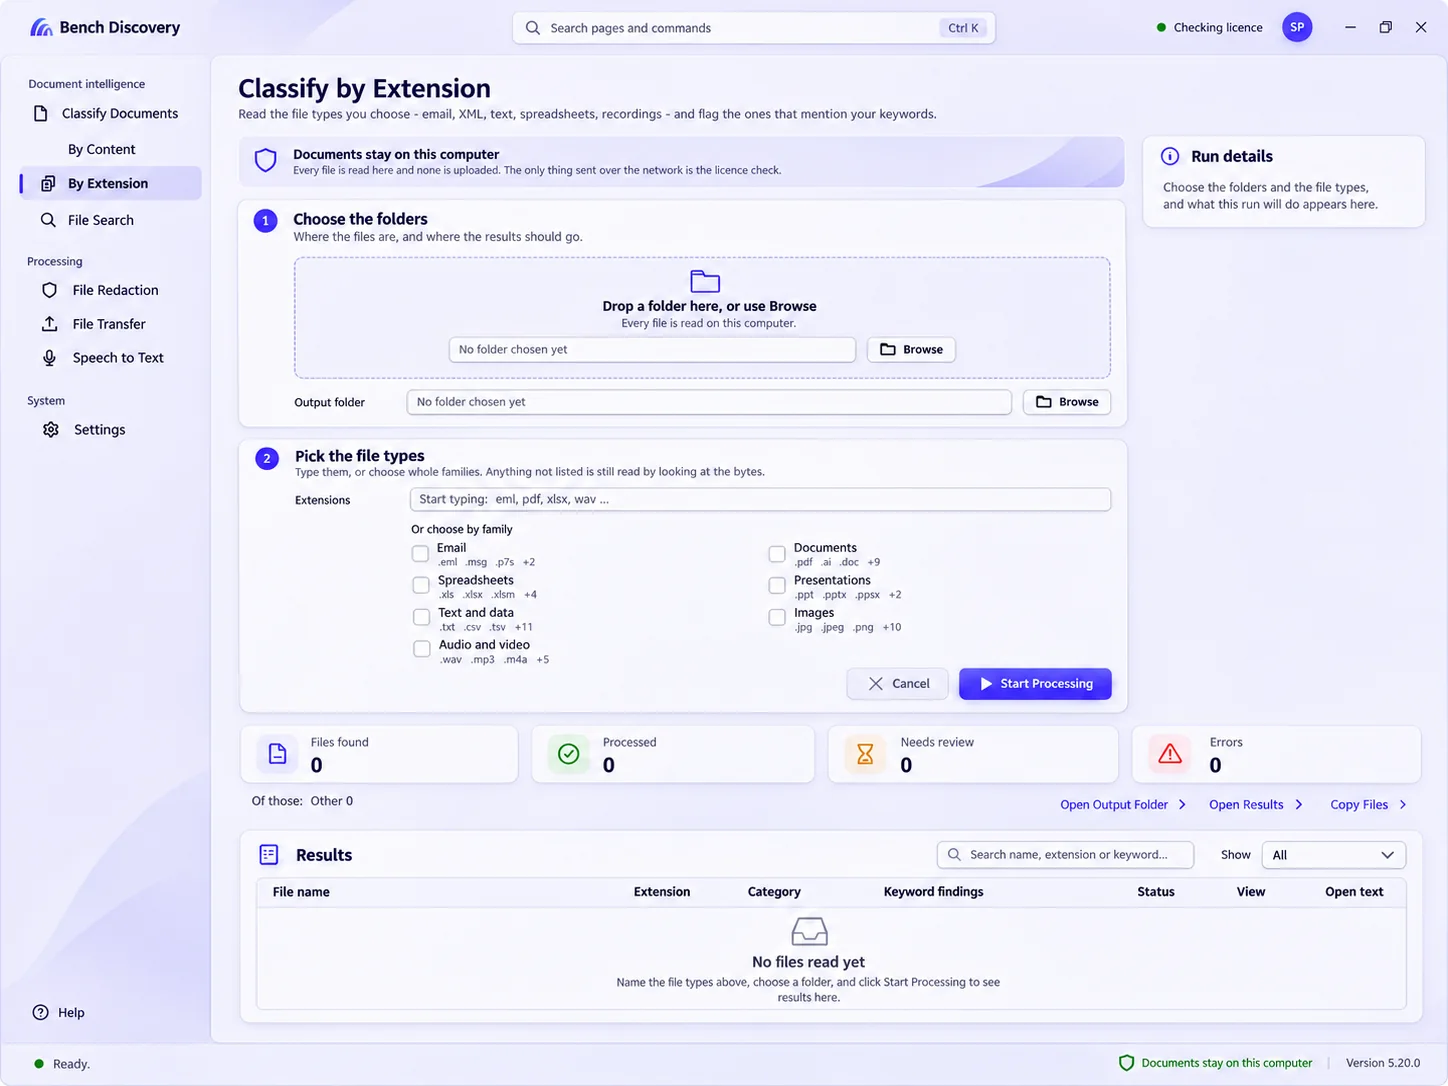 Bench Discovery
Search pages and commands
Ctrl K
Checking licence
SP
Document intelligence
Classify Documents
By Content
By Extension
File Search
Processing
File Redaction
File Transfer
Speech to Text
System
Settings
Help
Classify by Extension
Read the file types you choose - email, XML, text, spreadsheets, recordings - and flag the ones that mention your keywords.
Documents stay on this computer
Every file is read here and none is uploaded. The only thing sent over the network is the licence check.
Run details
Choose the folders and the file types,
and what this run will do appears here.
1
Choose the folders
Where the files are, and where the results should go.
Drop a folder here, or use Browse
Every file is read on this computer.
No folder chosen yet
Browse
Output folder
No folder chosen yet
Browse
2
Pick the file types
Type them, or choose whole families. Anything not listed is still read by looking at the bytes.
Extensions
Start typing: eml, pdf, xlsx, wav ...
Or choose by family
Email
.eml .msg .p7s +2
Documents
.pdf .ai .doc +9
Spreadsheets
.xls .xlsx .xlsm +4
Presentations
.ppt .pptx .ppsx +2
Text and data
.txt .csv .tsv +11
Images
.jpg .jpeg .png +10
Audio and video
.wav .mp3 .m4a +5
Cancel
Start Processing
Files found
0
Processed
0
Needs review
0
Errors
0
Of those: Other 0
Open Output Folder
Open Results
Copy Files
Results
Search name, extension or keyword...
Show
All
File name
Extension
Category
Keyword findings
Status
View
Open text
No files read yet
Name the file types above, choose a folder, and click Start Processing to see
results here.
Ready.
Documents stay on this computer
Version 5.20.0